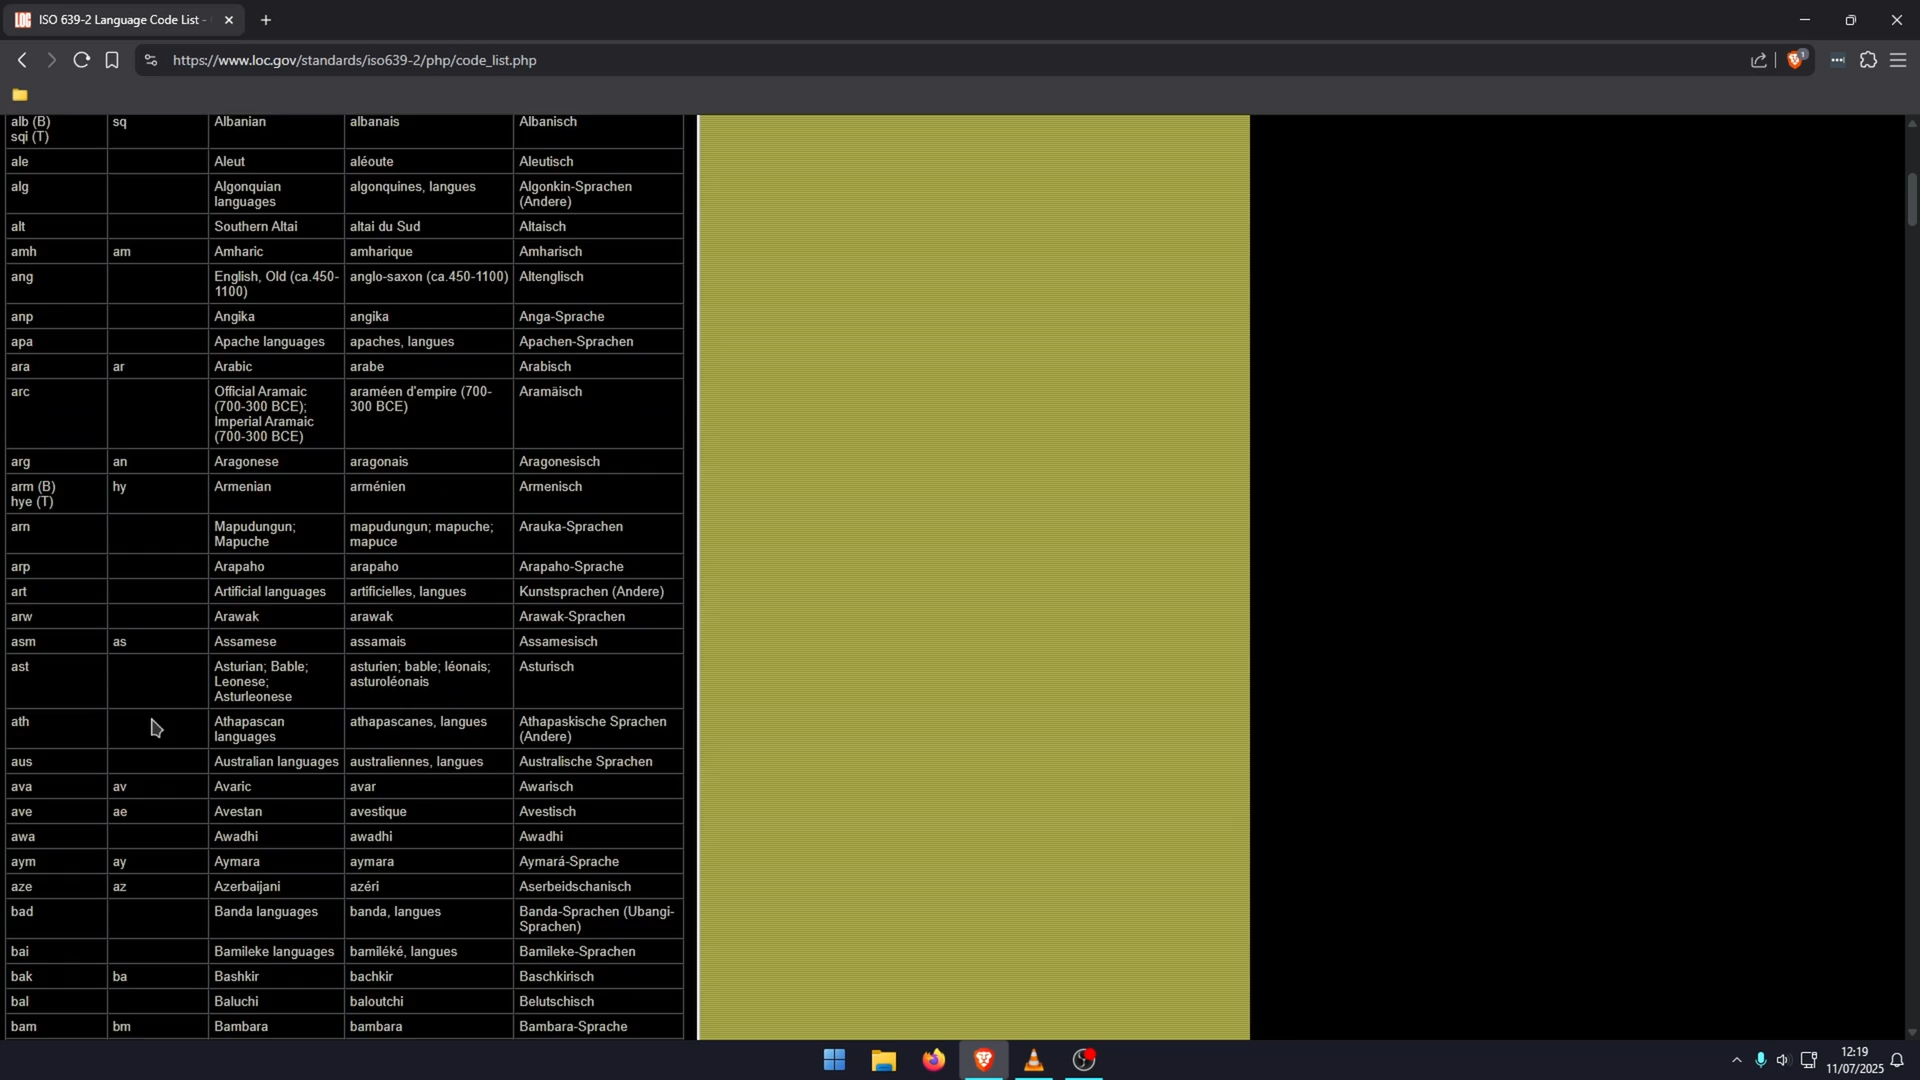 ISO 639-2 Language Code List -
https://www.loc.gov/standards/iso639-2/php/code_list.php
alb (B) sq Albanian albanais Albanisch
sqi (T)
ale Aleut aléoute Aleutisch
alg Algonquian algonquines, langues Algonkin-Sprachen
languages (Andere)
alt Southern Altai altai du Sud Altaisch
amh am Amharic amharique Amharisch
ang English, Old (ca.450- anglo-saxon (ca.450-1100) Altenglisch
1100)
anp Angika angika Anga-Sprache
apa Apache languages apaches, langues Apachen-Sprachen
ara ar Arabic arabe Arabisch
arc Official Aramaic araméen d'empire (700- Aramäisch
(700-300 BCE); 300 BCE)
Imperial Aramaic
(700-300 BCE)
arg an Aragonese aragonais Aragonesisch
arm (B) hy Armenian arménien Armenisch
hye (T)
arn Mapudungun; mapudungun; mapuche; Arauka-Sprachen
Mapuche mapuce
arp Arapaho arapaho Arapaho-Sprache
art Artificial languages artificielles, langues Kunstsprachen (Andere)
arw Arawak arawak Arawak-Sprachen
asm as Assamese assamais Assamesisch
ast Asturian; Bable; asturien; bable; léonais; Asturisch
Leonese; asturoléonais
Asturleonese
ath Athapascan athapascanes, langues Athapaskische Sprachen
languages (Andere)
aus Australian languages australiennes, langues Australische Sprachen
ava av Avaric avar Awarisch
ave ae Avestan avestique Avestisch
awa Awadhi awadhi Awadhi
aym ay Aymara aymara Aymará-Sprache
aze az Azerbaijani azéri Aserbeidschanisch
bad Banda languages banda, langues Banda-Sprachen (Ubangi-
Sprachen)
bai Bamileke languages bamiléké, langues Bamileke-Sprachen
bak ba Bashkir bachkir Baschkirisch
bal Baluchi baloutchi Belutschisch
bam bm Bambara bambara Bambara-Sprache
12:19
11/07/2025